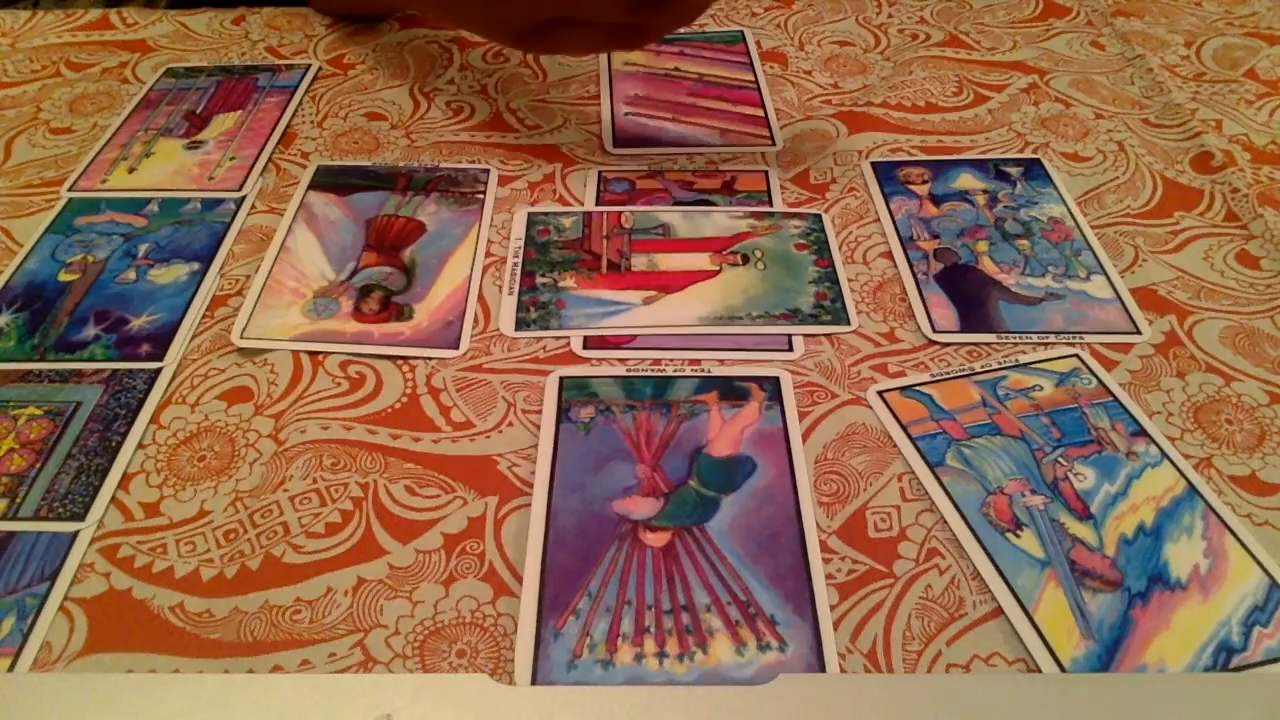 I THE MAGICIAN
SEVEN OF CUPS
TEN OF WANDS
FIVE OF SWORDS